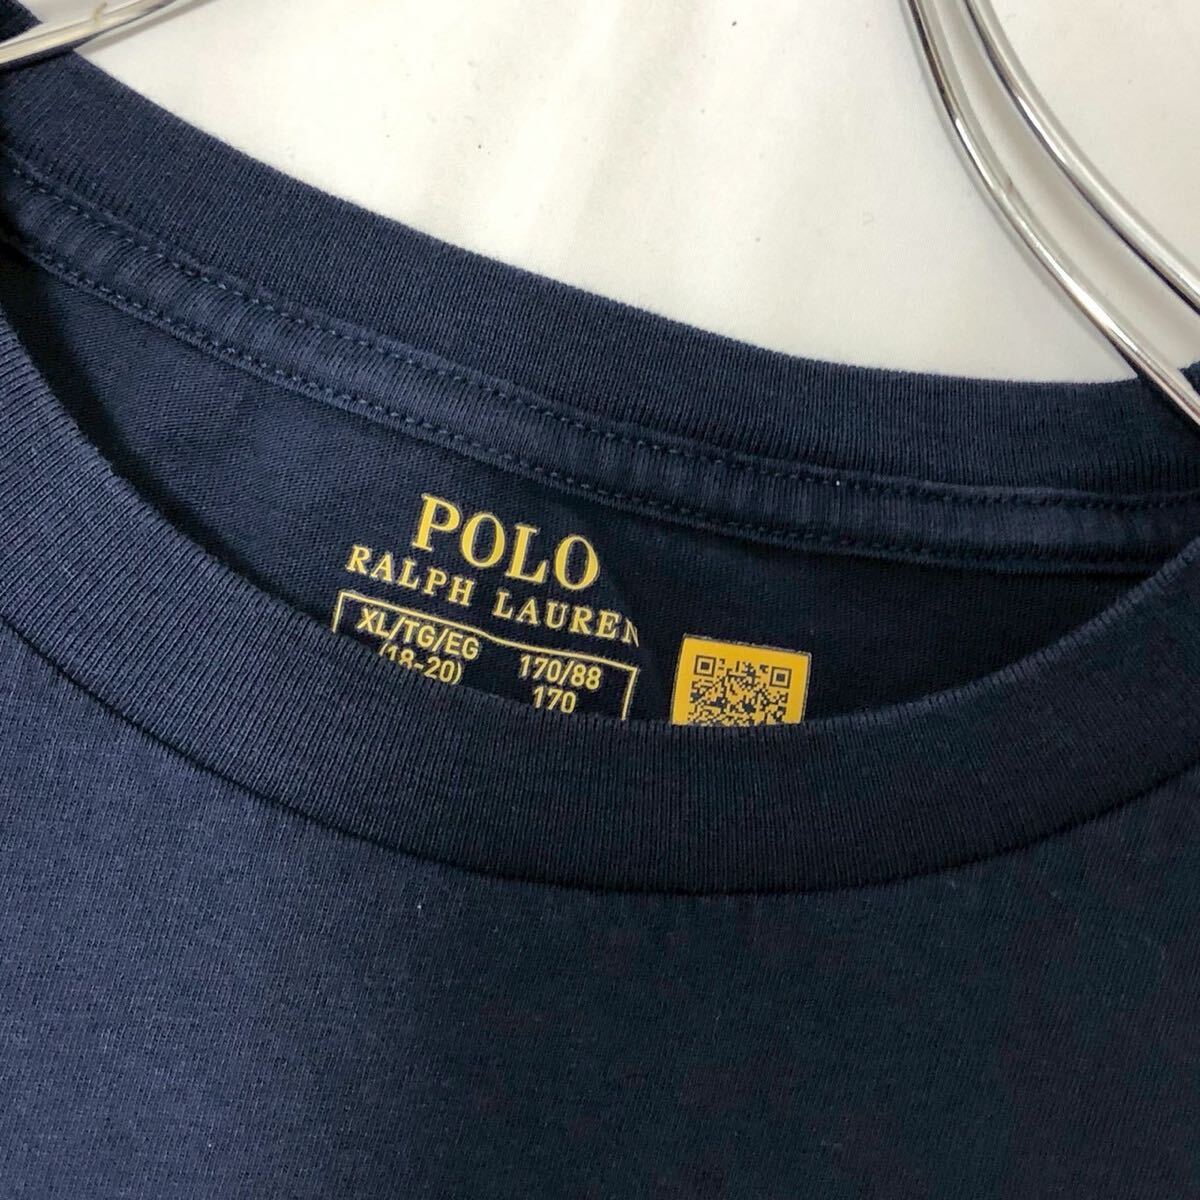 POLO
RALPH LAUREN
XL/TG/EG 170/88
(18-20) 170